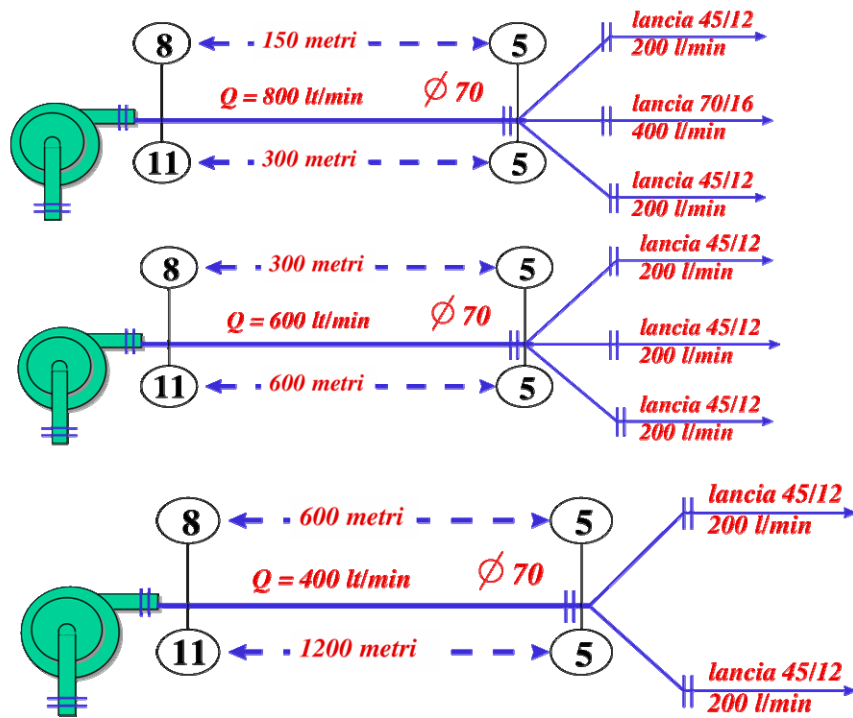 8 150 metri 5
lancia 45/12
200 l/min
Q = 800 lt/min ∅ 70
lancia 70/16
400 l/min
11 300 metri 5
lancia 45/12
200 l/min
8 300 metri 5
lancia 45/12
200 l/min
Q = 600 lt/min ∅ 70
lancia 45/12
200 l/min
11 600 metri 5
lancia 45/12
200 l/min
8 600 metri 5
lancia 45/12
200 l/min
Q = 400 lt/min ∅ 70
11 1200 metri 5
lancia 45/12
200 l/min